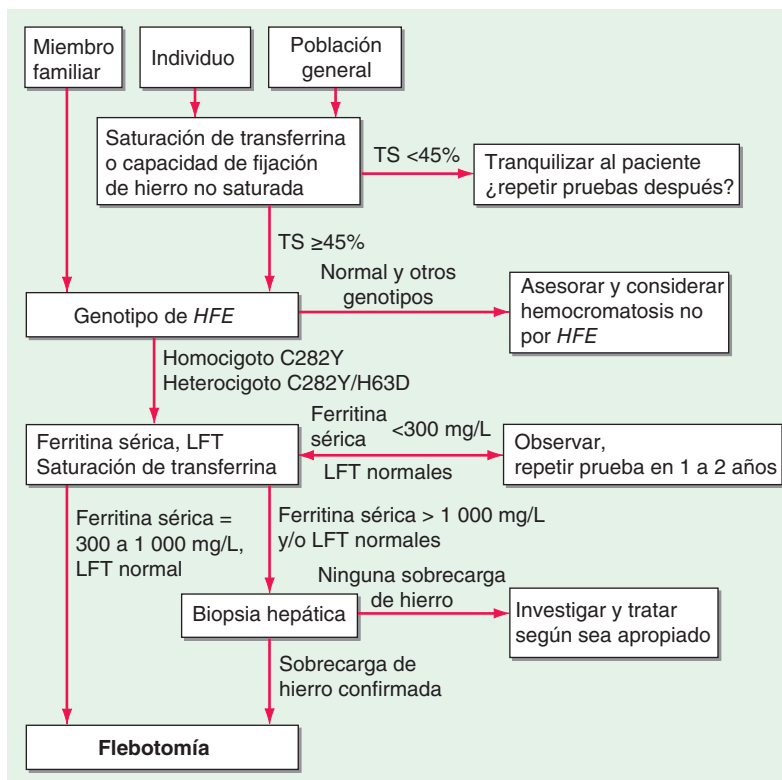 Miembro
familiar
Individuo
Población
general
Saturación de transferrina
o capacidad de fijación
de hierro no saturada
TS <45%
Tranquilizar al paciente
¿repetir pruebas después?
TS ≥45%
Normal y otros
genotipos
Genotipo de HFE
Asesorar y considerar
hemocromatosis no
por HFE
Homocigoto C282Y
Heterocigoto C282Y/H63D
Ferritina sérica, LFT
Saturación de transferrina
Ferritina
sérica
<300 mg/L
LFT normales
Observar,
repetir prueba en 1 a 2 años
Ferritina sérica =
300 a 1 000 mg/L,
LFT normal
Ferritina sérica > 1 000 mg/L
y/o LFT normales
Biopsia hepática
Ninguna sobrecarga
de hierro
Investigar y tratar
según sea apropiado
Sobrecarga de
hierro confirmada
Flebotomía